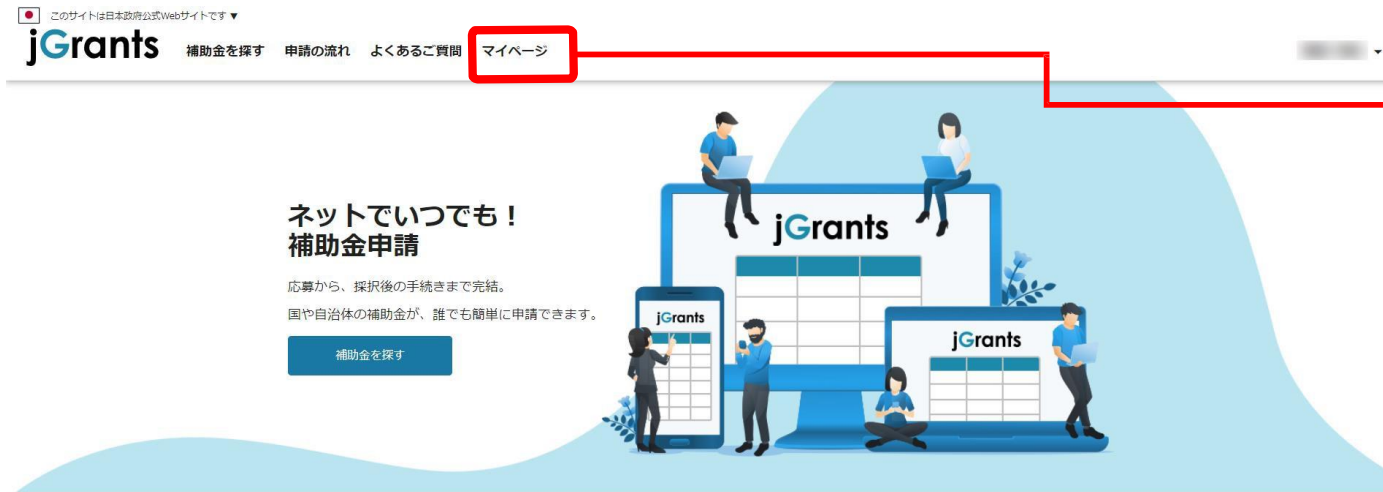 このサイトは日本政府公式Webサイトです ▼
jGrants 補助金を探す 申請の流れ よくあるご質問 マイページ
ネットでいつでも！
補助金申請
応募から、採択後の手続きまで完結。
国や自治体の補助金が、誰でも簡単に申請できます。
補助金を探す
jGrants
jGrants
jGrants